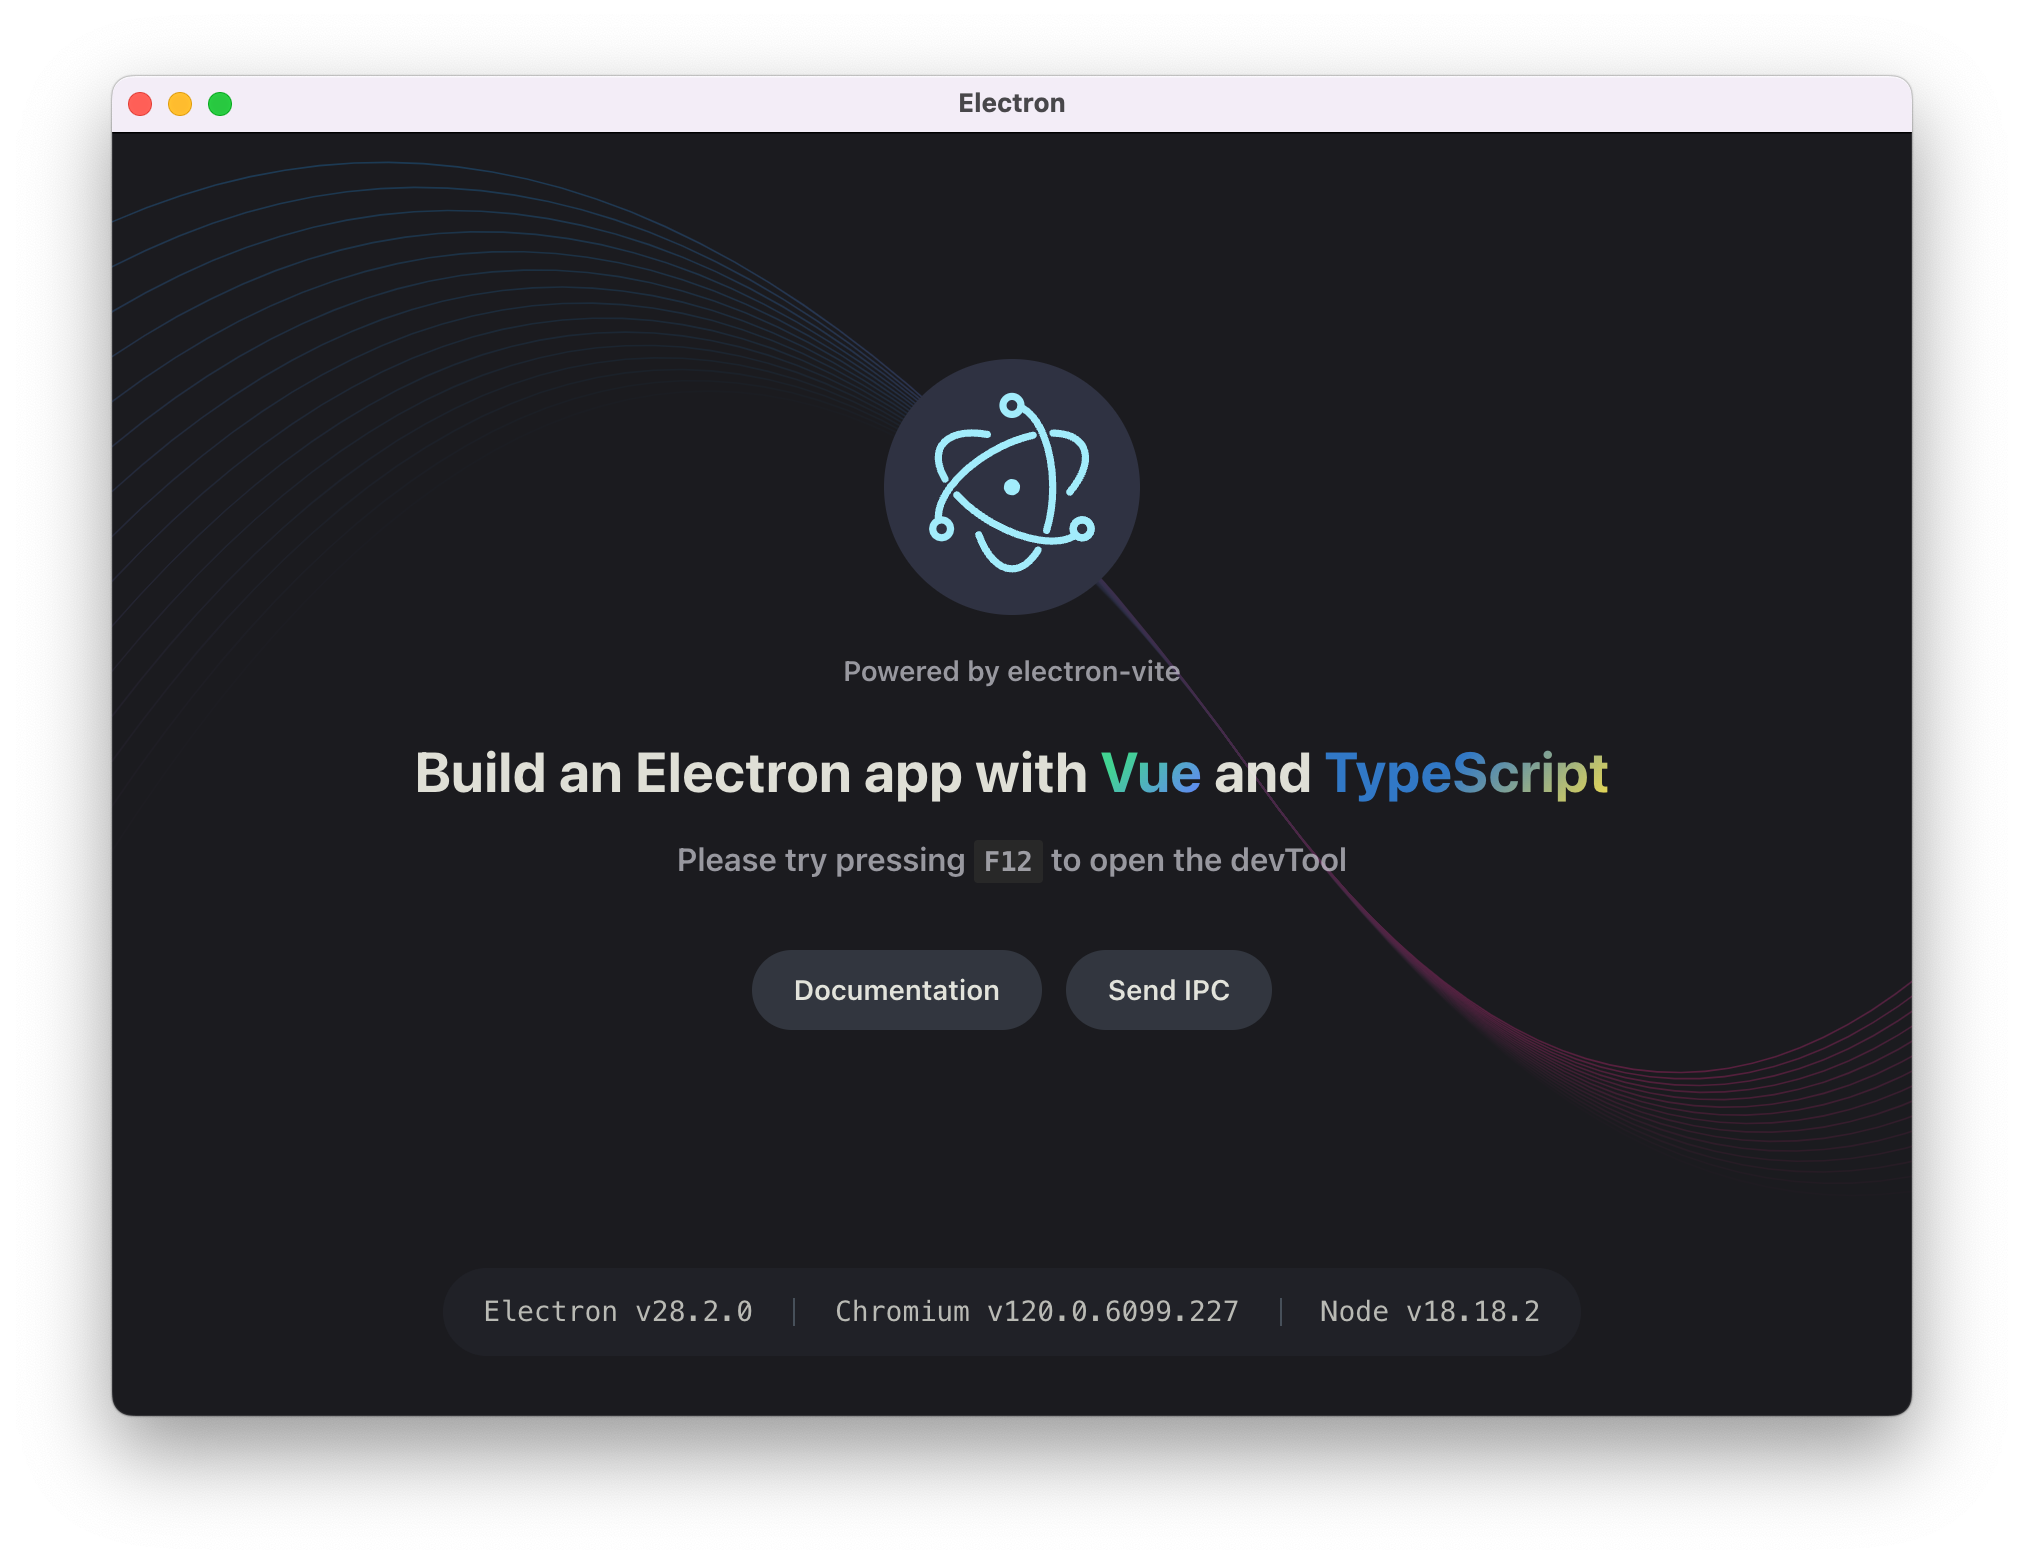 Electron
Powered by electron-vite
Build an Electron app with Vue and TypeScript
Please try pressing F12 to open the devTool
Documentation Send IPC
Electron v28.2.0 | Chromium v120.0.6099.227 | Node v18.18.2